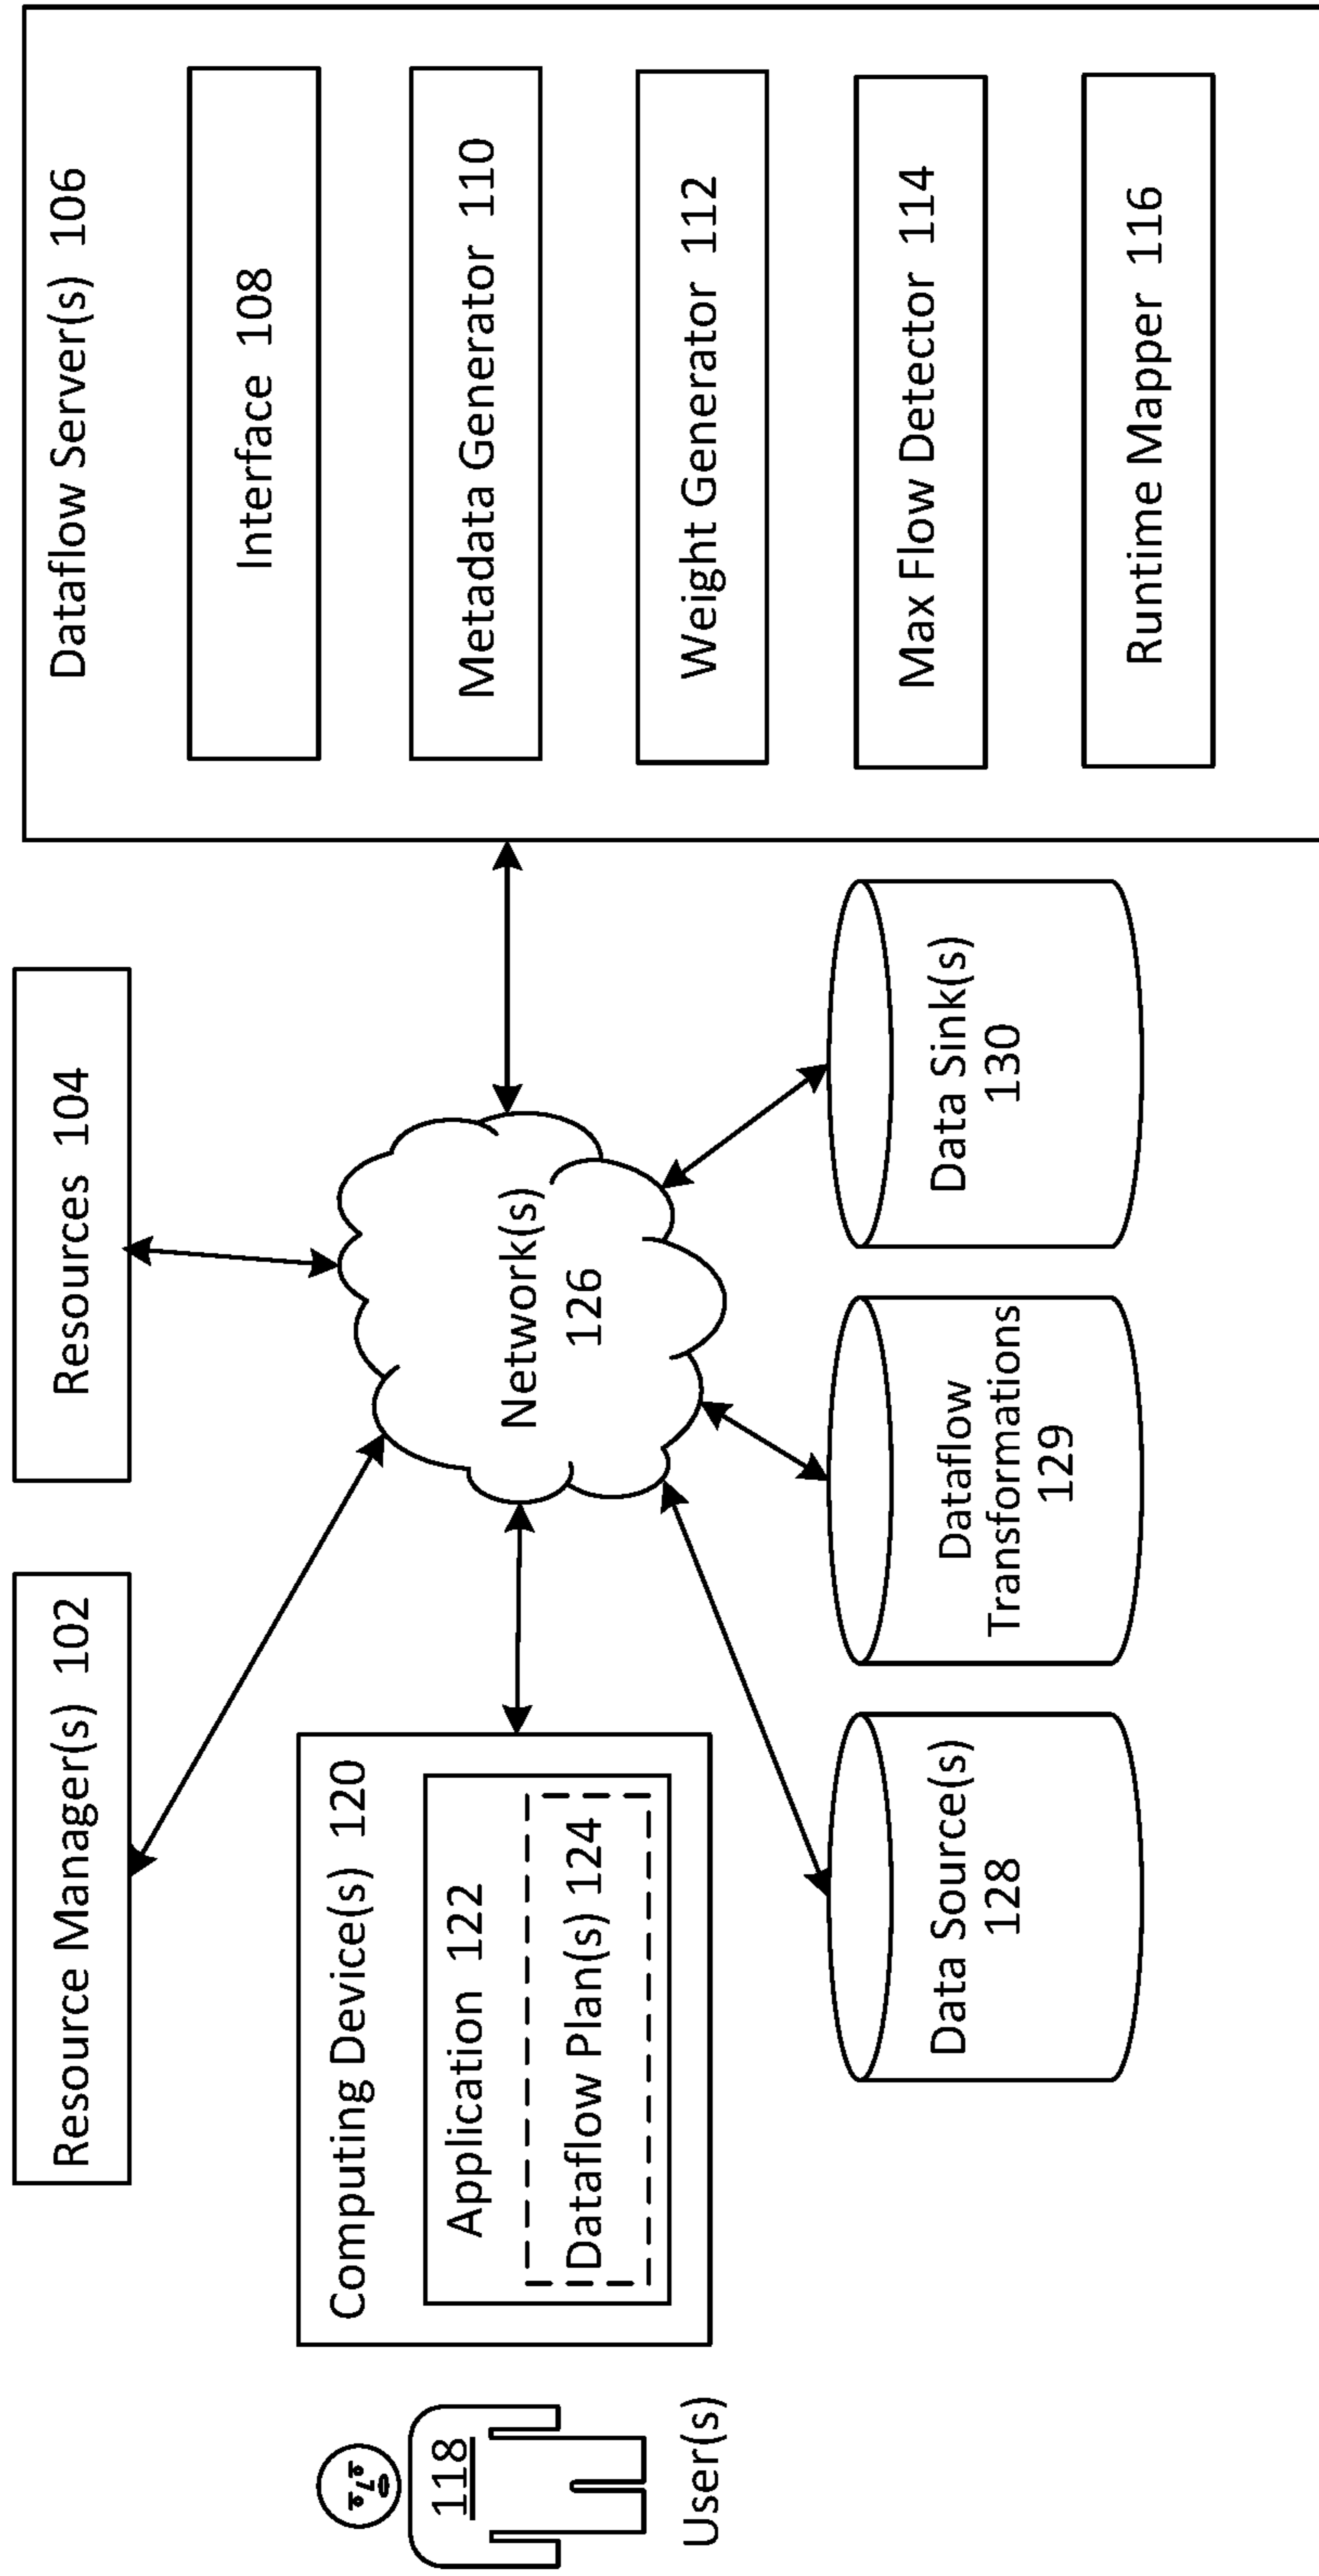 Resource Manager(s) 102
Resources 104
Dataflow Server(s) 106
Interface 108
Metadata Generator 110
Weight Generator 112
Max Flow Detector 114
Runtime Mapper 116
118
User(s)
Computing Device(s) 120
Application 122
Dataflow Plan(s) 124
Network(s)
126
Data Source(s)
128
Dataflow
Transformations
129
Data Sink(s)
130